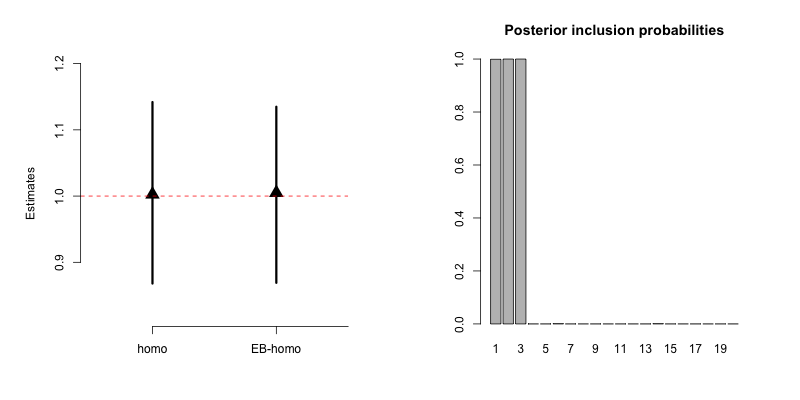 Estimates
1.2
1.1
1.0
0.9
homo EB-homo
Posterior inclusion probabilities
1.0
0.8
0.6
0.4
0.2
0.0
1 3 5 7 9 11 13 15 17 19